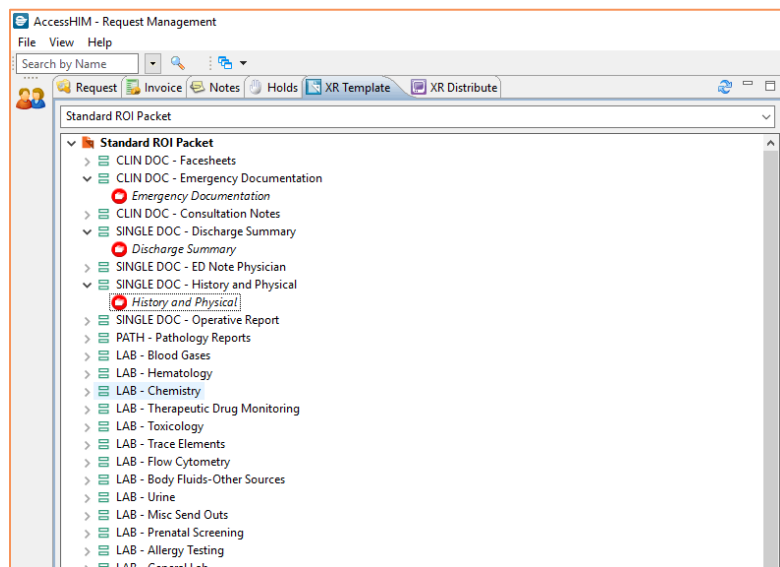 AccessHIM - Request Management
File View Help
Search by Name
Request Invoice Notes Holds XR Template XR Distribute
Standard ROI Packet
Standard ROI Packet
CLIN DOC - Facesheets
CLIN DOC - Emergency Documentation
Emergency Documentation
CLIN DOC - Consultation Notes
SINGLE DOC - Discharge Summary
Discharge Summary
SINGLE DOC - ED Note Physician
SINGLE DOC - History and Physical
History and Physical
SINGLE DOC - Operative Report
PATH - Pathology Reports
LAB - Blood Gases
LAB - Hematology
LAB - Chemistry
LAB - Therapeutic Drug Monitoring
LAB - Toxicology
LAB - Trace Elements
LAB - Flow Cytometry
LAB - Body Fluids-Other Sources
LAB - Urine
LAB - Misc Send Outs
LAB - Prenatal Screening
LAB - Allergy Testing
LAB - General Lab